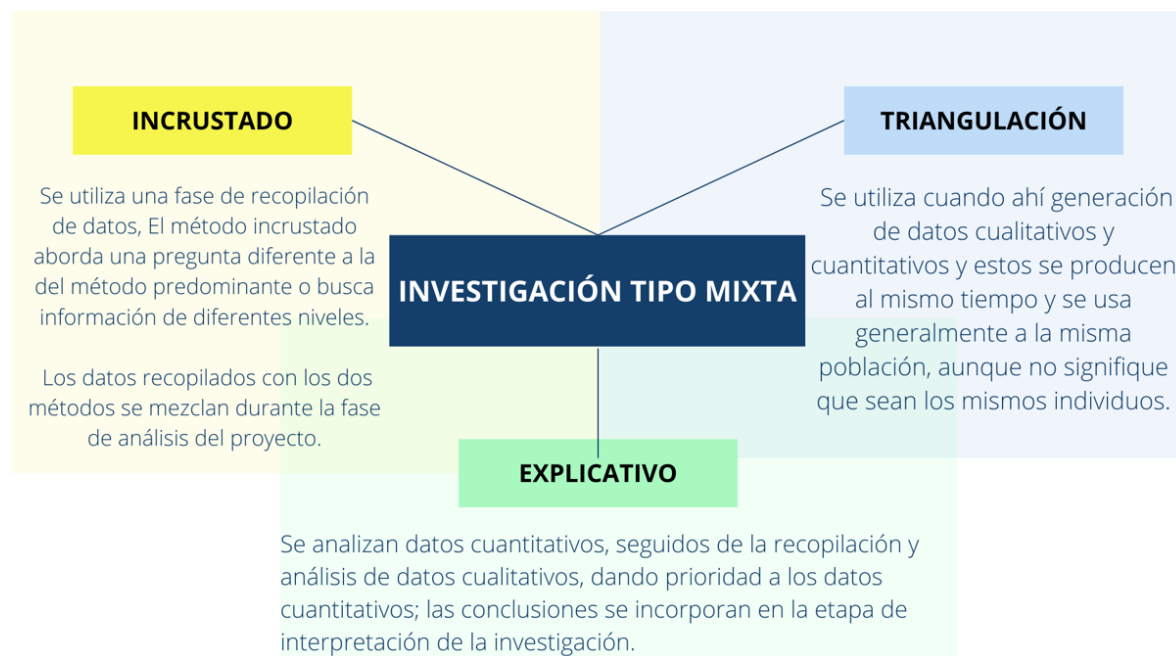 INCRUSTADO
Se utiliza una fase de recopilación
de datos, El método incrustado
aborda una pregunta diferente a la
del método predominante o busca
información de diferentes niveles.
Los datos recopilados con los dos
métodos se mezclan durante la fase
de análisis del proyecto.
INVESTIGACIÓN TIPO MIXTA
TRIANGULACIÓN
Se utiliza cuando ahí generación
de datos cualitativos y
cuantitativos y estos se producen
al mismo tiempo y se usa
generalmente a la misma
población, aunque no signifique
que sean los mismos individuos.
EXPLICATIVO
Se analizan datos cuantitativos, seguidos de la recopilación y
análisis de datos cualitativos, dando prioridad a los datos
cuantitativos; las conclusiones se incorporan en la etapa de
interpretación de la investigación.